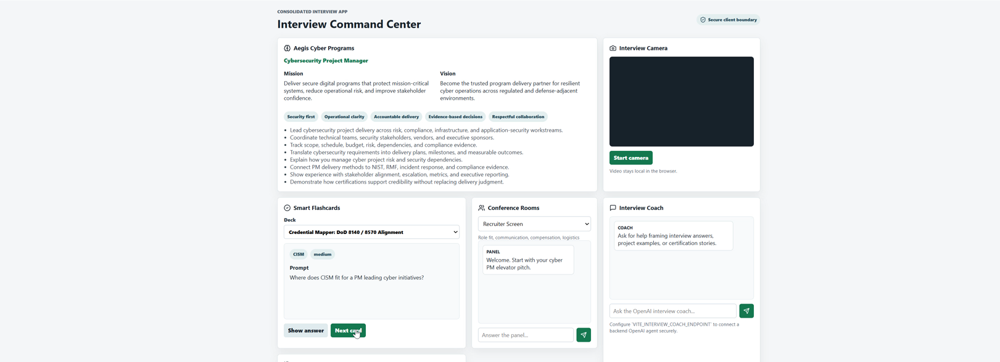 CONSOLIDATED INTERVIEW APP
Interview Command Center
Secure client boundary
Aegis Cyber Programs
Cybersecurity Project Manager
Mission
Deliver secure digital programs that protect mission-critical
systems, reduce operational risk, and improve stakeholder
confidence.
Vision
Become the trusted program delivery partner for resilient
cyber operations across regulated and defense-adjacent
environments.
Security first
Operational clarity
Accountable delivery
Evidence-based decisions
Respectful collaboration
• Lead cybersecurity project delivery across risk, compliance, infrastructure, and application-security workstreams.
• Coordinate technical teams, security stakeholders, vendors, and executive sponsors.
• Track scope, schedule, budget, risk, dependencies, and compliance evidence.
• Translate cybersecurity requirements into delivery plans, milestones, and measurable outcomes.
• Explain how you manage cyber project risk and security dependencies.
• Connect PM delivery methods to NIST, RMF, incident response, and compliance evidence.
• Show experience with stakeholder alignment, escalation, metrics, and executive reporting.
• Demonstrate how certifications support credibility without replacing delivery judgment.
Interview Camera
Start camera
Video stays local in the browser.
Smart Flashcards
Deck
Credential Mapper: DoD 8140 / 8570 Alignment
CISM
medium
Prompt
Where does CISM fit for a PM leading cyber initiatives?
Show answer
Next card
Conference Rooms
Recruiter Screen
Role fit, communication, compensation, logistics
PANEL
Welcome. Start with your cyber
PM elevator pitch.
Answer the panel...
Interview Coach
COACH
Ask for help framing interview answers,
project examples, or certification stories.
Ask the OpenAI interview coach...
Configure `VITE_INTERVIEW_COACH_ENDPOINT` to connect a
backend OpenAI agent securely.